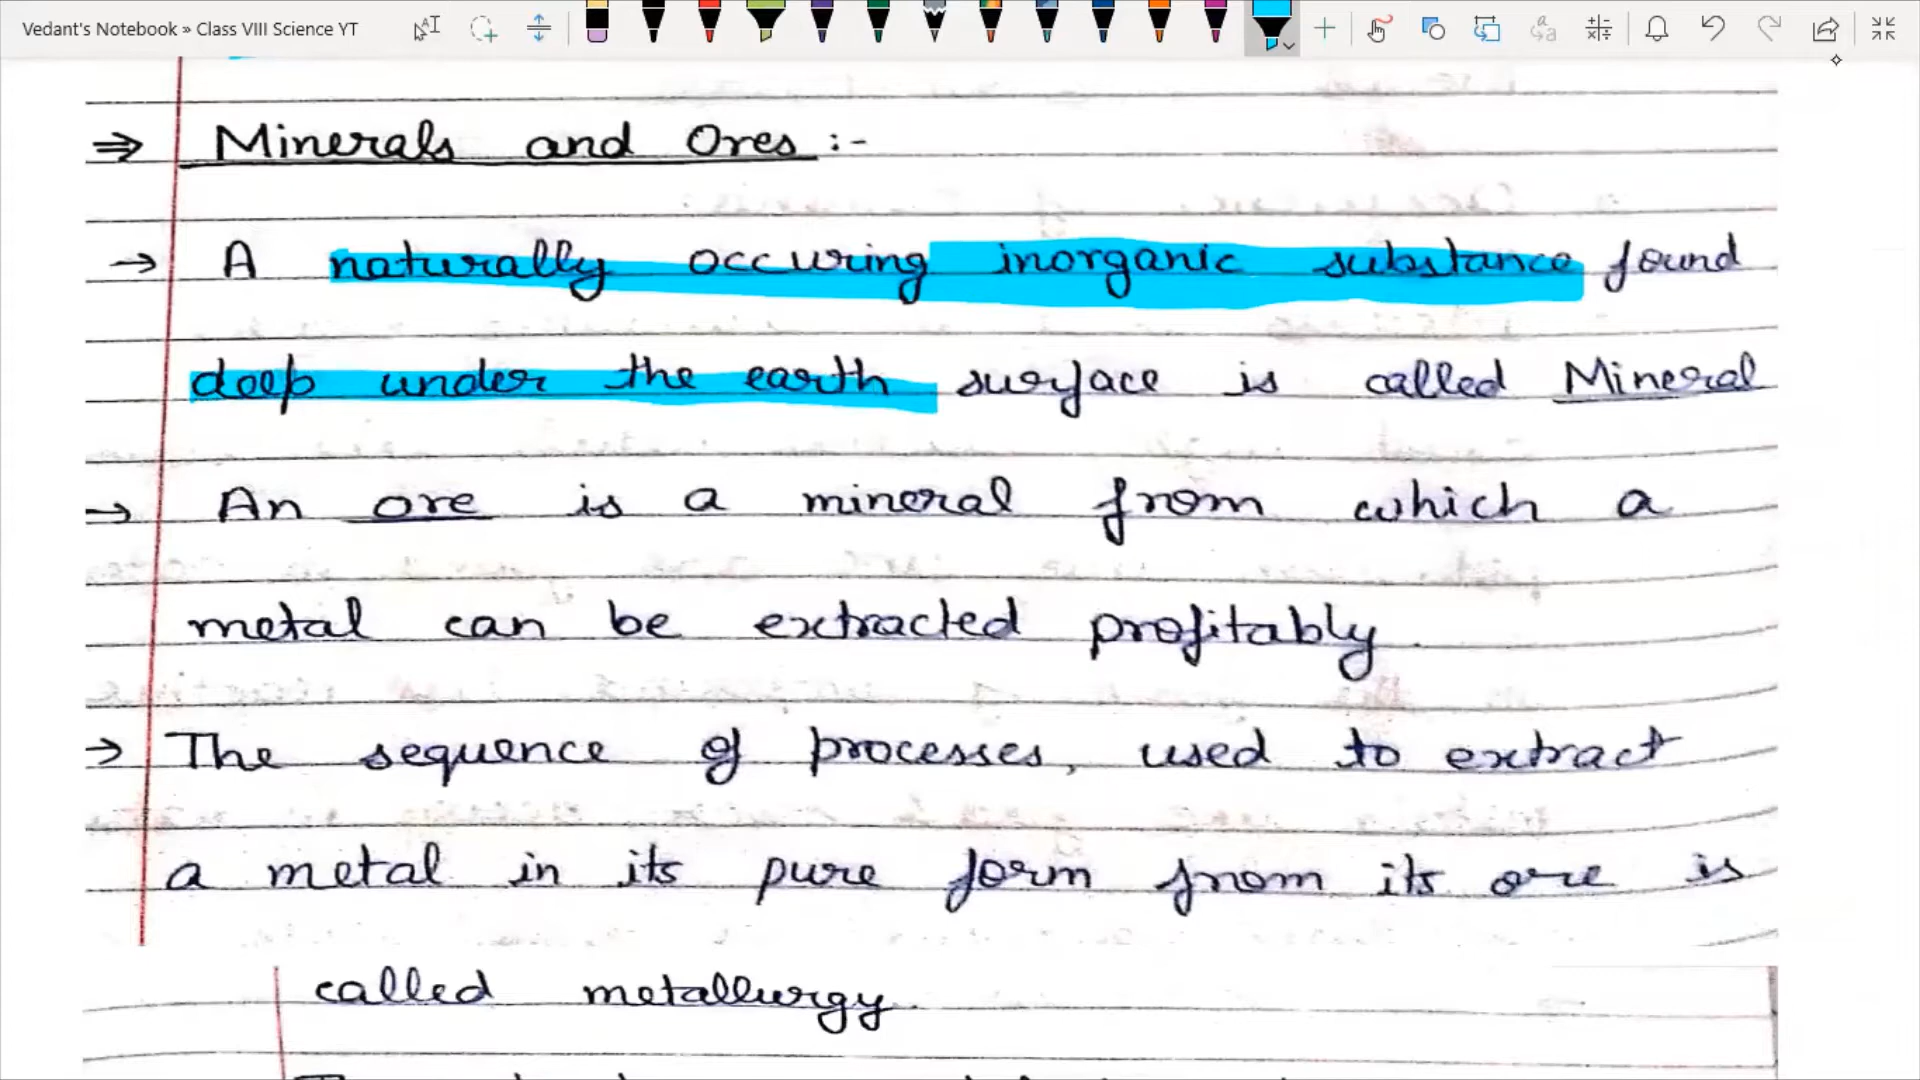 Vedant's Notebook » Class VIII Science YT
⇒ Minerals and Ores :-
→ A naturally occuring inorganic substance found
deep under the earth surface is called Mineral
→ An ore is a mineral from which a
metal can be extracted profitably.
→ The sequence of processes, used to extract
a metal in its pure form from its ore is
called metallurgy.